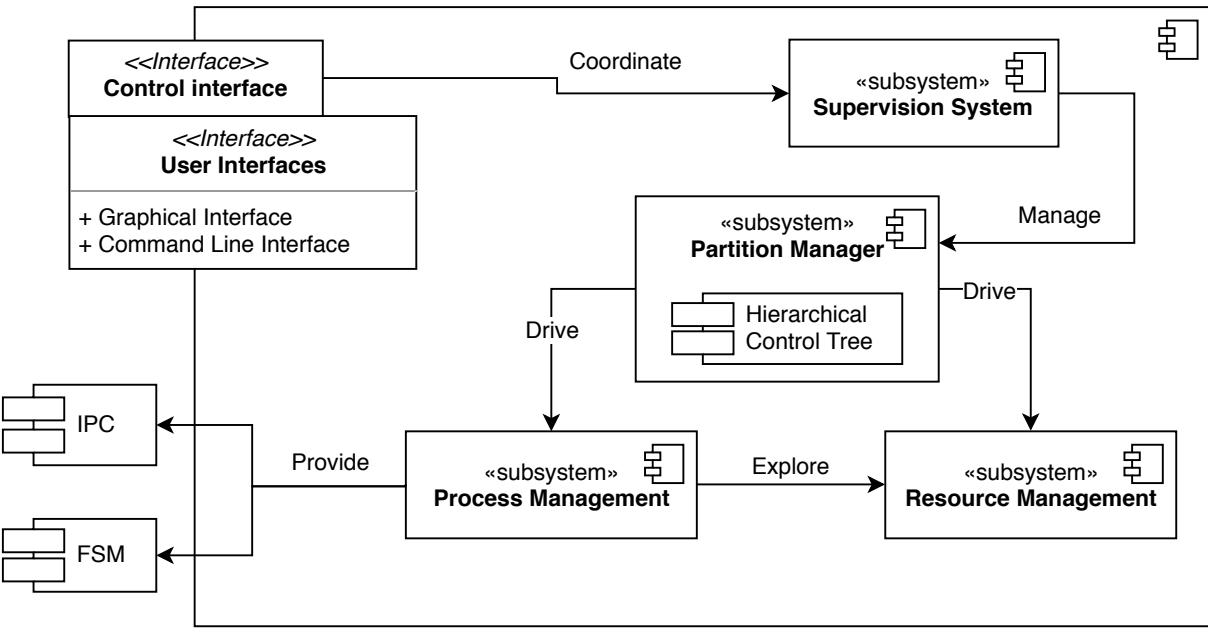 <<Interface>>
Control interface
Coordinate
«subsystem»
Supervision System
<<Interface>>
User Interfaces
+ Graphical Interface
+ Command Line Interface
Manage
«subsystem»
Partition Manager
Hierarchical
Control Tree
Drive
Drive
IPC
FSM
Provide
«subsystem»
Process Management
Explore
«subsystem»
Resource Management